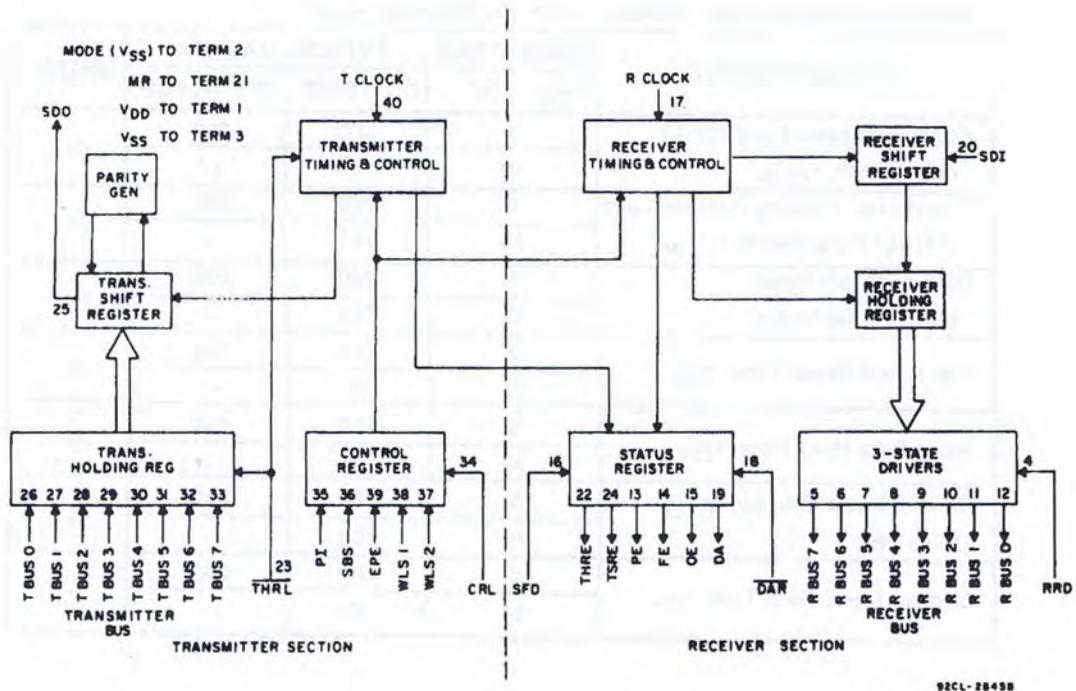 MODE (VSS) TO TERM 2
MR TO TERM 21
VDD TO TERM 1
VSS TO TERM 3
SDO
T CLOCK
40
R CLOCK
17
PARITY
GEN
TRANSMITTER
TIMING & CONTROL
RECEIVER
TIMING & CONTROL
RECEIVER
SHIFT
REGISTER
20
SDI
25
TRANS.
SHIFT
REGISTER
RECEIVER
HOLDING
REGISTER
TRANS.
HOLDING REG
26 27 28 29 30 31 32 33
CONTROL
REGISTER
35 36 39 38 37
34
16
STATUS
REGISTER
22 24 13 14 15 19
18
3-STATE
DRIVERS
5 6 7 8 9 10 11 12
4
T BUS 0
T BUS 1
T BUS 2
T BUS 3
T BUS 4
T BUS 5
T BUS 6
T BUS 7
23
THRL
PI
SBS
EPE
WLS 1
WLS 2
CRL
SFD
THRE
TSRE
PE
FE
OE
DA
DAR
R BUS 7
R BUS 6
R BUS 5
R BUS 4
R BUS 3
R BUS 2
R BUS 1
R BUS 0
RRD
TRANSMITTER
BUS
RECEIVER
BUS
TRANSMITTER SECTION
RECEIVER SECTION